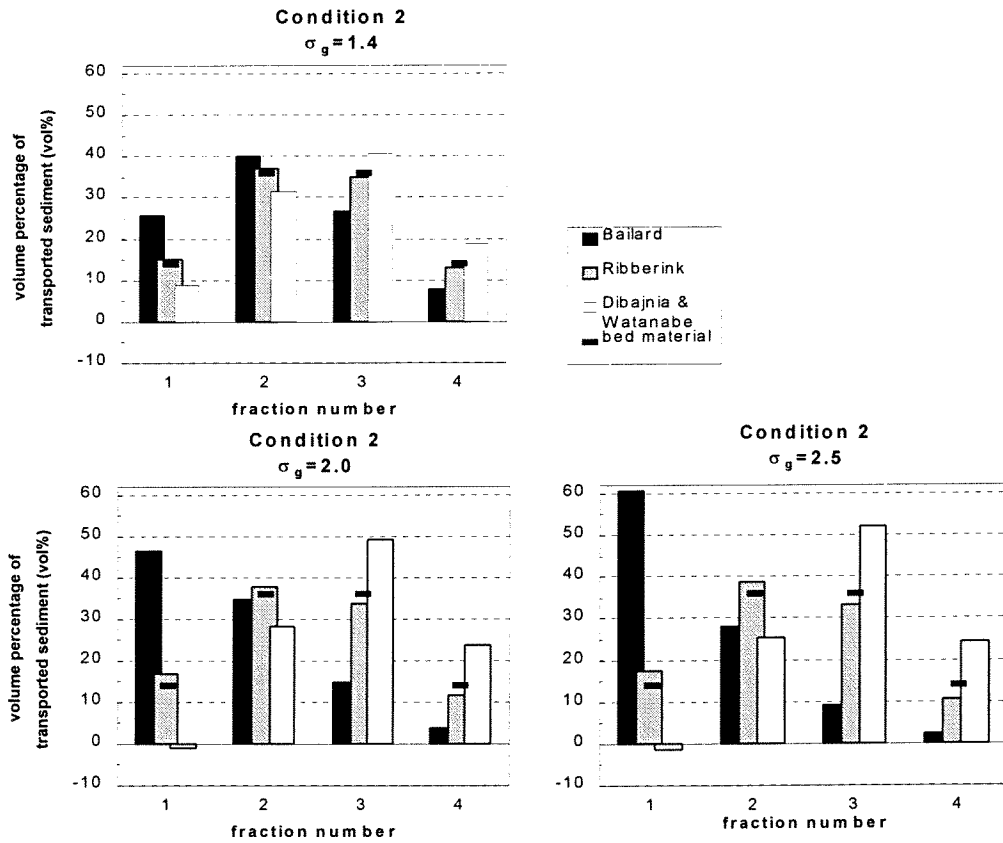 Condition 2
σg=1.4
volume percentage of
transported sediment (vol%)
60
50
40
30
20
10
0
-10
1 2 3 4
fraction number
Bailard
Ribberink
Dibajnia &
Watanabe
bed material
Condition 2
σg=2.0
volume percentage of
transported sediment (vol%)
60
50
40
30
20
10
0
-10
1 2 3 4
fraction number
Condition 2
σg=2.5
60
50
40
30
20
10
0
-10
1 2 3 4
fraction number